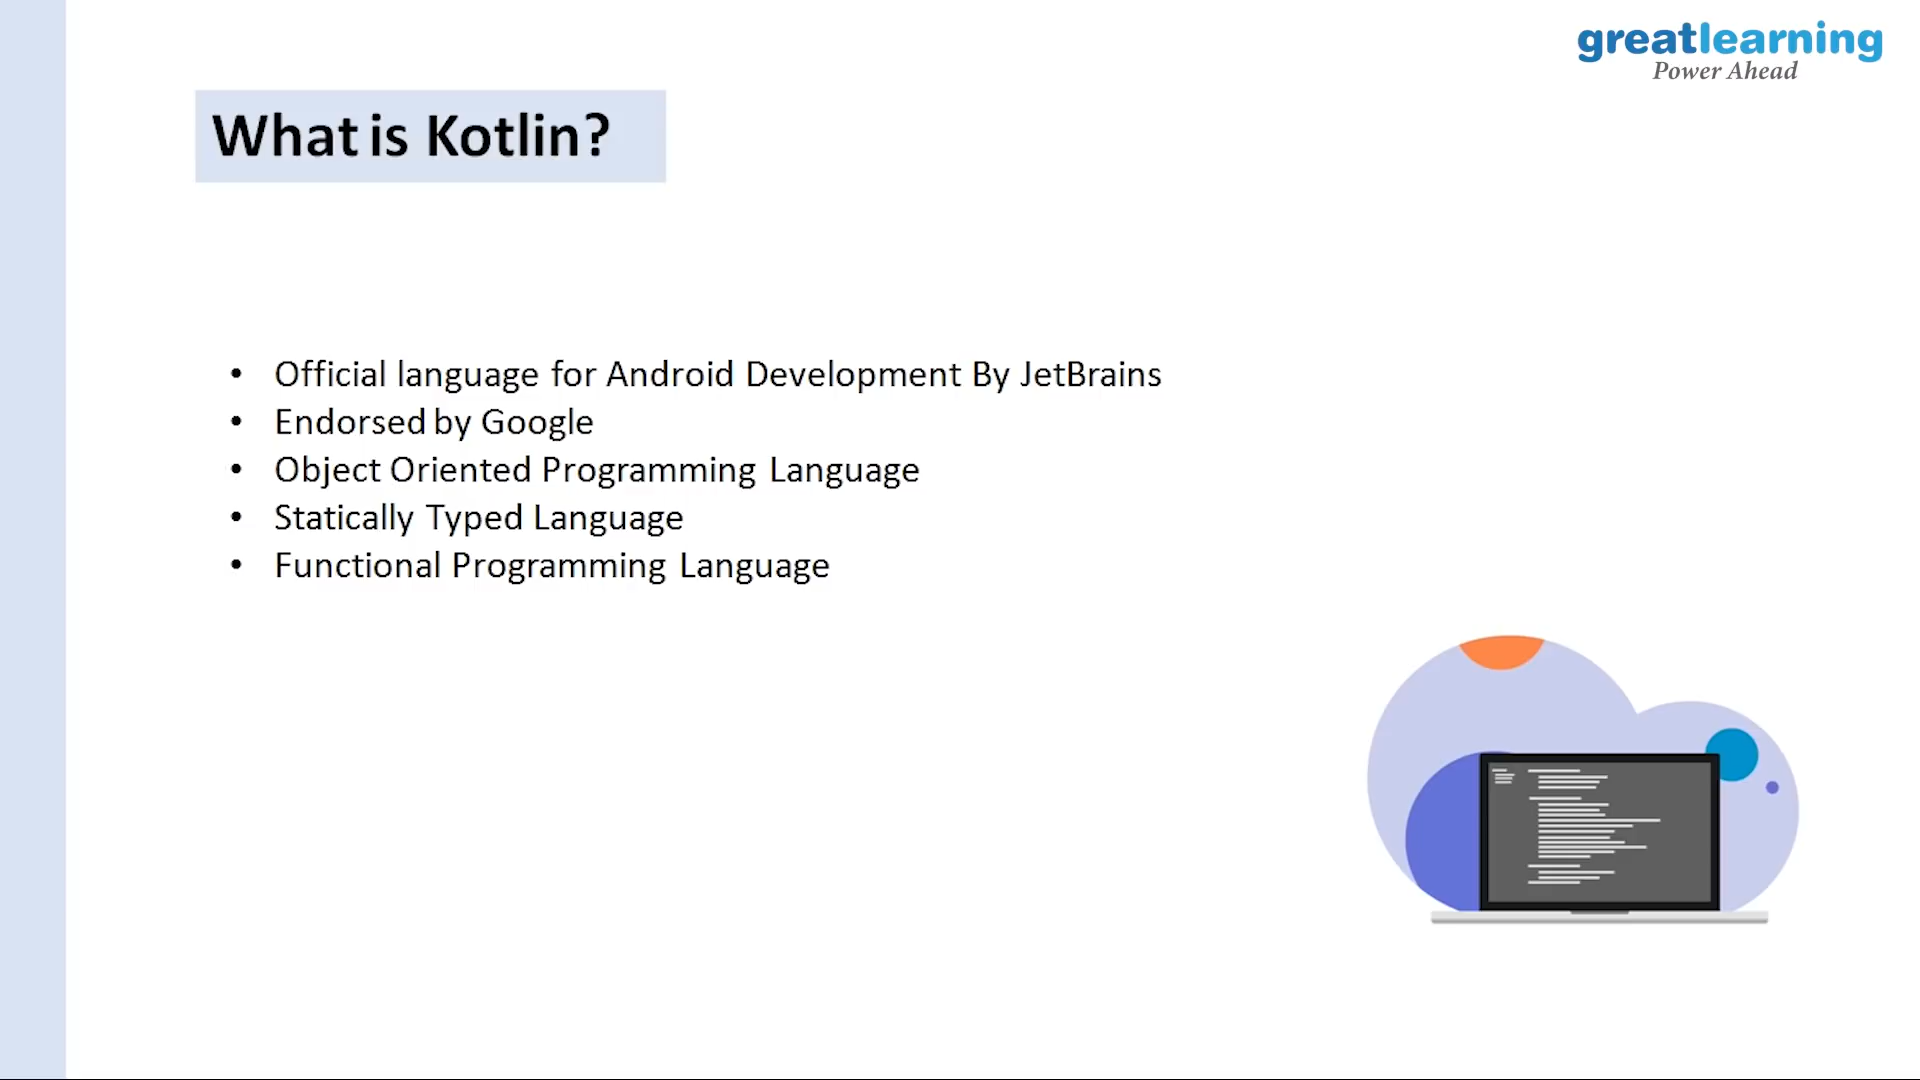 greatlearning
Power Ahead
What is Kotlin?
• Official language for Android Development By JetBrains
• Endorsed by Google
• Object Oriented Programming Language
• Statically Typed Language
• Functional Programming Language